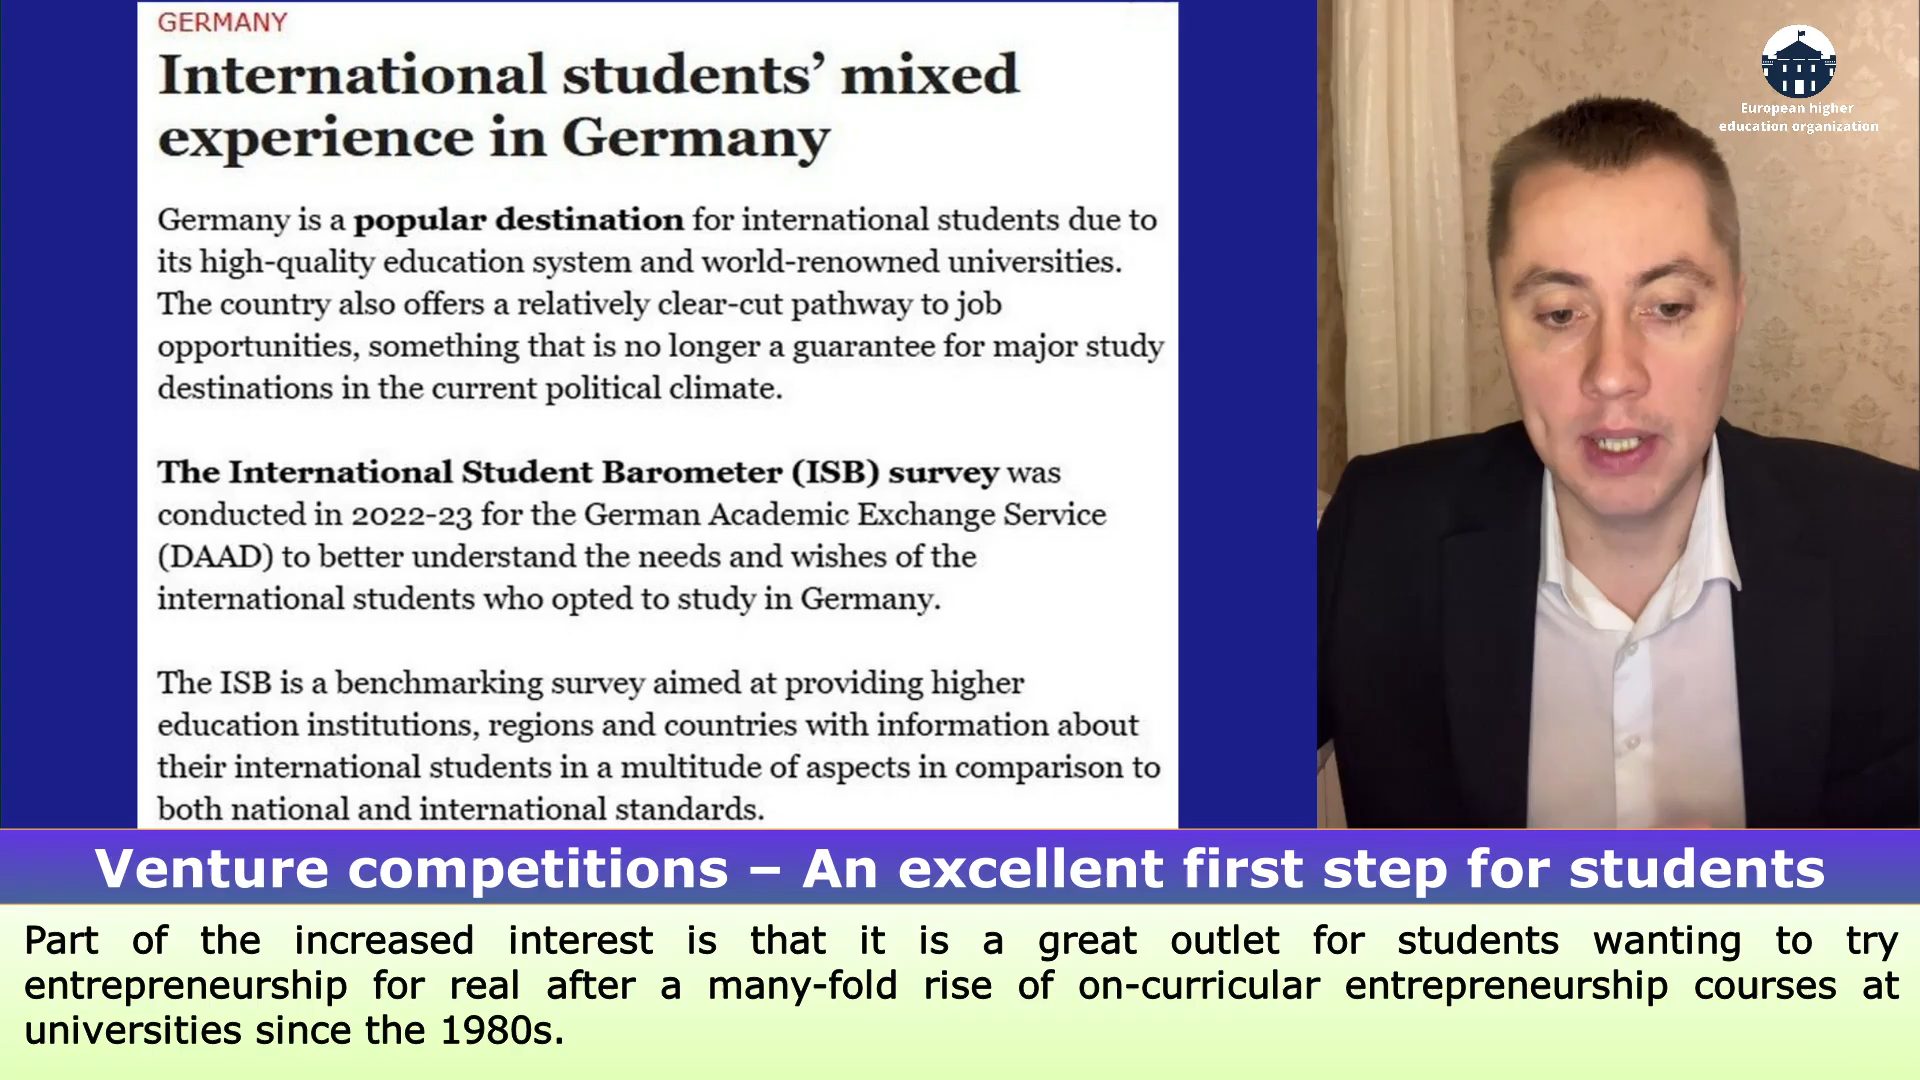 GERMANY
International students’ mixed
experience in Germany
Germany is a popular destination for international students due to
its high-quality education system and world-renowned universities.
The country also offers a relatively clear-cut pathway to job
opportunities, something that is no longer a guarantee for major study
destinations in the current political climate.
The International Student Barometer (ISB) survey was
conducted in 2022-23 for the German Academic Exchange Service
(DAAD) to better understand the needs and wishes of the
international students who opted to study in Germany.
The ISB is a benchmarking survey aimed at providing higher
education institutions, regions and countries with information about
their international students in a multitude of aspects in comparison to
both national and international standards.
European higher
education organization
Venture competitions – An excellent first step for students
Part of the increased interest is that it is a great outlet for students wanting to try
entrepreneurship for real after a many-fold rise of on-curricular entrepreneurship courses at
universities since the 1980s.